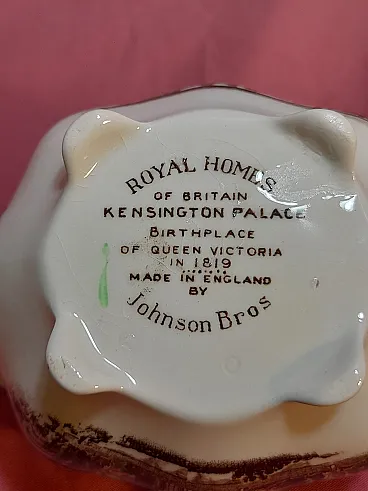 ROYAL HOMES
OF BRITAIN
KENSINGTON PALACE
BIRTHPLACE
OF QUEEN VICTORIA
IN 1819
MADE IN ENGLAND
BY
Johnson Bros